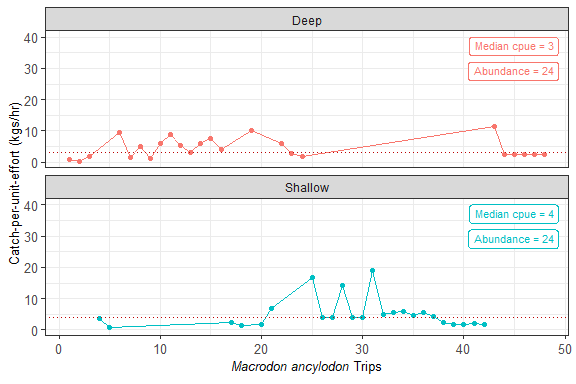 Deep
40
30
20
10
0
Median cpue = 3
Abundance = 24
Catch-per-unit-effort (kgs/hr)
Shallow
40
30
20
10
0
Median cpue = 4
Abundance = 24
0 10 20 30 40 50
Macrodon ancylodon Trips